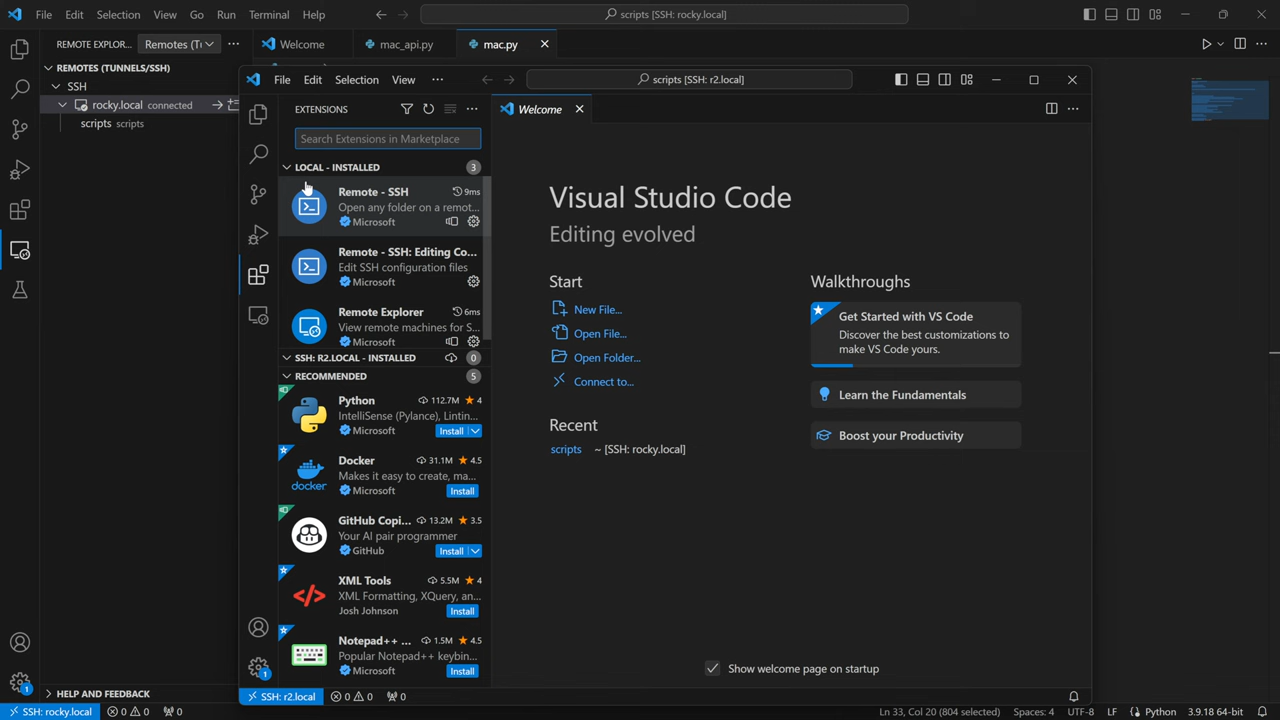 File Edit Selection View Go Run Terminal Help
scripts [SSH: rocky.local]
REMOTE EXPLOR... Remotes (T
Welcome mac_api.py mac.py
REMOTES (TUNNELS/SSH)
SSH
rocky.local connected
scripts scripts
File Edit Selection View
scripts [SSH: r2.local]
EXTENSIONS
Search Extensions in Marketplace
LOCAL - INSTALLED 3
Remote - SSH 9ms
Open any folder on a remot...
Microsoft
Remote - SSH: Editing Co...
Edit SSH configuration files
Microsoft
Remote Explorer 6ms
View remote machines for S...
Microsoft
SSH: R2.LOCAL - INSTALLED 0
RECOMMENDED 5
Python 112.7M 4
IntelliSense (Pylance), Lintin...
Microsoft Install
Docker 31.1M 4.5
Makes it easy to create, ma...
Microsoft Install
GitHub Copi... 13.2M 3.5
Your AI pair programmer
GitHub Install
XML Tools 5.5M 4
XML Formatting, XQuery, an...
Josh Johnson Install
Notepad++ ... 1.5M 4.5
Popular Notepad++ keybin...
Microsoft Install
Welcome
Visual Studio Code
Editing evolved
Start
New File...
Open File...
Open Folder...
Connect to...
Recent
scripts ~ [SSH: rocky.local]
Walkthroughs
Get Started with VS Code
Discover the best customizations to
make VS Code yours.
Learn the Fundamentals
Boost your Productivity
Show welcome page on startup
1
SSH: r2.local 0 0 0
1
HELP AND FEEDBACK
SSH: rocky.local 0 0 0
Ln 33, Col 20 (804 selected) Spaces: 4 UTF-8 LF Python 3.9.18 64-bit